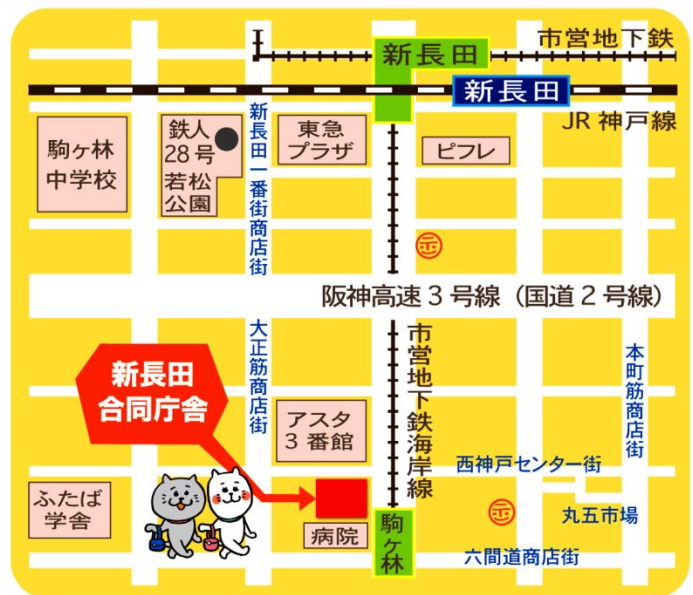 市営地下鉄
新長田
新長田
JR 神戸線
駒ヶ林
中学校
鉄人
28号
若松
公園
新長田一番街商店街
東急
プラザ
ピフレ
阪神高速3号線（国道2号線）
大正筋商店街
市営地下鉄海岸線
本町筋商店街
新長田
合同庁舎
アスタ
3番館
西神戸センター街
ふたば
学舎
病院
駒ヶ林
丸五市場
六間道商店街